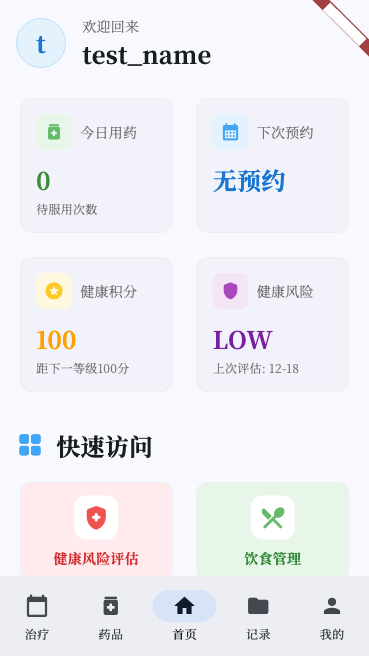 t
欢迎回来
test_name
今日用药
0
待服用次数
下次预约
无预约
健康积分
100
距下一等级100分
健康风险
LOW
上次评估: 12-18
快速访问
健康风险评估
饮食管理
治疗
药品
首页
记录
我的